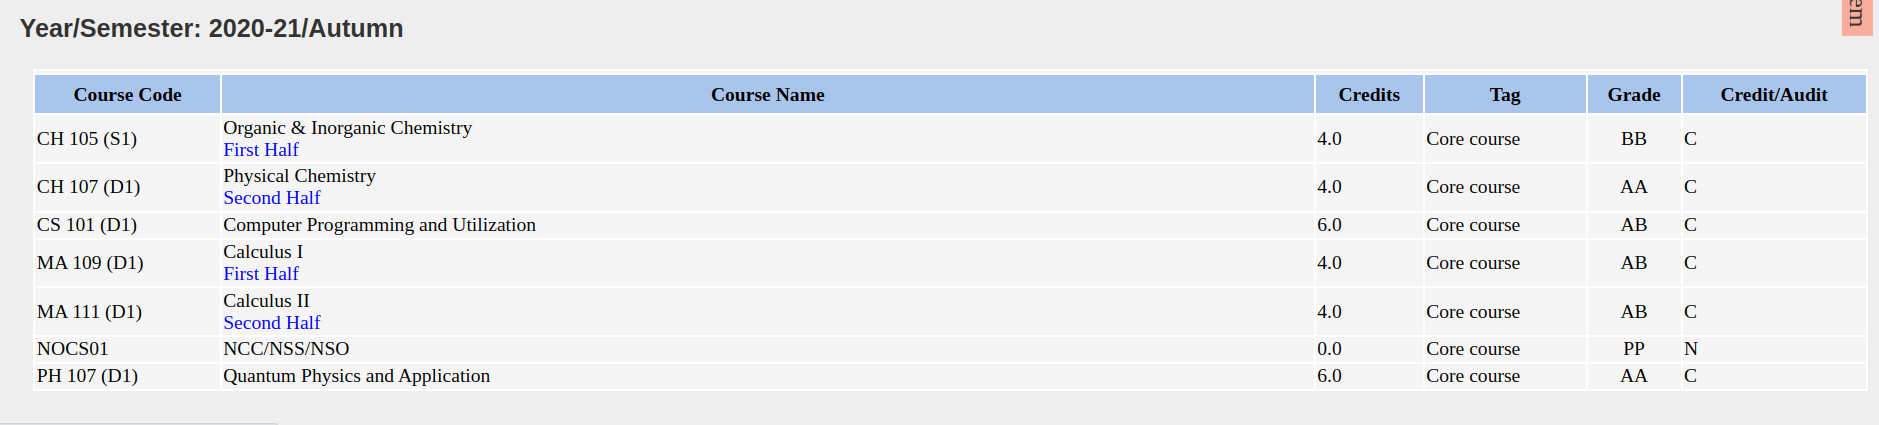 Year/Semester: 2020-21/Autumn
em
Course Code Course Name Credits Tag Grade Credit/Audit
CH 105 (S1) Organic & Inorganic Chemistry 4.0 Core course BB C
First Half
CH 107 (D1) Physical Chemistry 4.0 Core course AA C
Second Half
CS 101 (D1) Computer Programming and Utilization 6.0 Core course AB C
MA 109 (D1) Calculus I 4.0 Core course AB C
First Half
MA 111 (D1) Calculus II 4.0 Core course AB C
Second Half
NOCS01 NCC/NSS/NSO 0.0 Core course PP N
PH 107 (D1) Quantum Physics and Application 6.0 Core course AA C